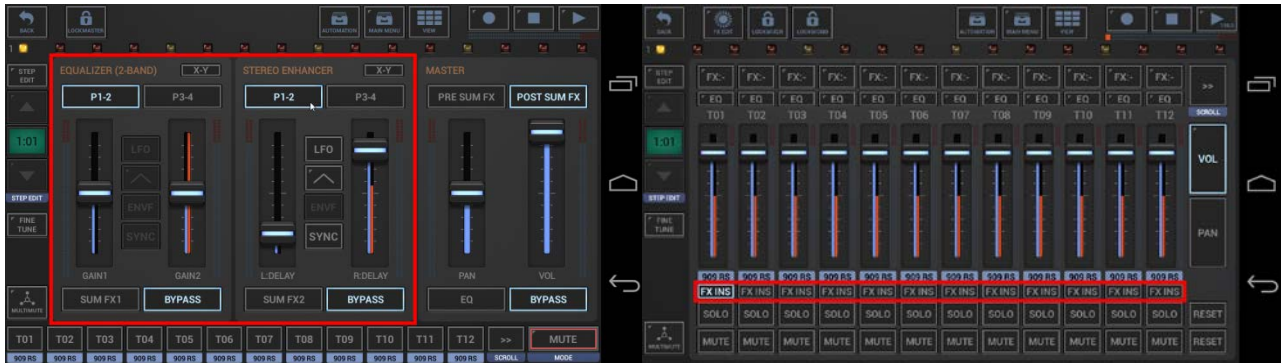 BACK LOCKMASTER AUTOMATION MAIN MENU VIEW
1
STEP EDIT
EQUALIZER (2-BAND) X-Y STEREO ENHANCER X-Y MASTER
P1-2 P3-4 P1-2 P3-4 PRE SUM FX POST SUM FX
1:01
LFO LFO
ENVF ENVF
STEP EDIT
SYNC SYNC
FINE TUNE
GAIN1 GAIN2 L:DELAY R:DELAY PAN VOL
SUM FX1 BYPASS SUM FX2 BYPASS EQ BYPASS
MULTIMUTE
T01 T02 T03 T04 T05 T06 T07 T08 T09 T10 T11 T12 >> MUTE
909 RS 909 RS 909 RS 909 RS 909 RS 909 RS 909 RS 909 RS 909 RS 909 RS 909 RS 909 RS SCROLL MODE
BACK FX EDIT AUTOMATION MAIN MENU VIEW
1
STEP EDIT
FX:- FX:- FX:- FX:- FX:- FX:- FX:- FX:- FX:- FX:- FX:- FX:- >>
EQ EQ EQ EQ EQ EQ EQ EQ EQ EQ EQ EQ
T01 T02 T03 T04 T05 T06 T07 T08 T09 T10 T11 T12 SCROLL
1:01
VOL
STEP EDIT
FINE TUNE
PAN
909 RS 909 RS 909 RS 909 RS 909 RS 909 RS 909 RS 909 RS 909 RS 909 RS 909 RS 909 RS
FX INS FX INS FX INS FX INS FX INS FX INS FX INS FX INS FX INS FX INS FX INS FX INS
SOLO SOLO SOLO SOLO SOLO SOLO SOLO SOLO SOLO SOLO SOLO SOLO RESET
MULTIMUTE
MUTE MUTE MUTE MUTE MUTE MUTE MUTE MUTE MUTE MUTE MUTE MUTE RESET